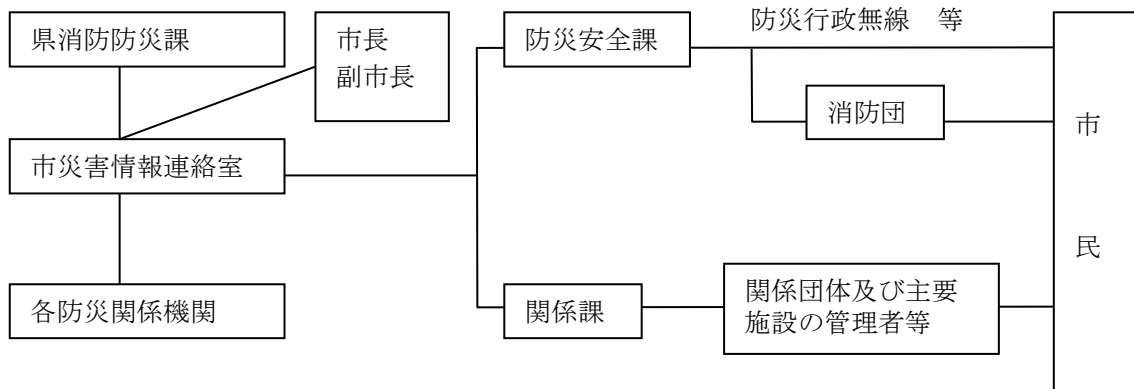 県消防防災課
市長
副市長
防災安全課
防災行政無線　等
消防団
市災害情報連絡室
各防災関係機関
関係課
関係団体及び主要
施設の管理者等
市
民